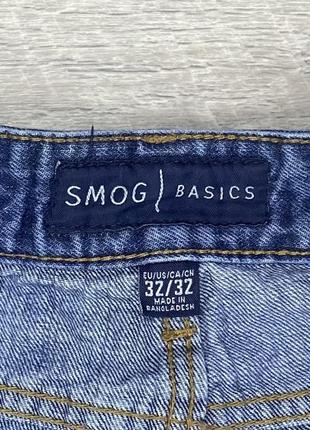 SMOG BASICS
EU/US/CA/CN
32/32
MADE IN
BANGLADESH